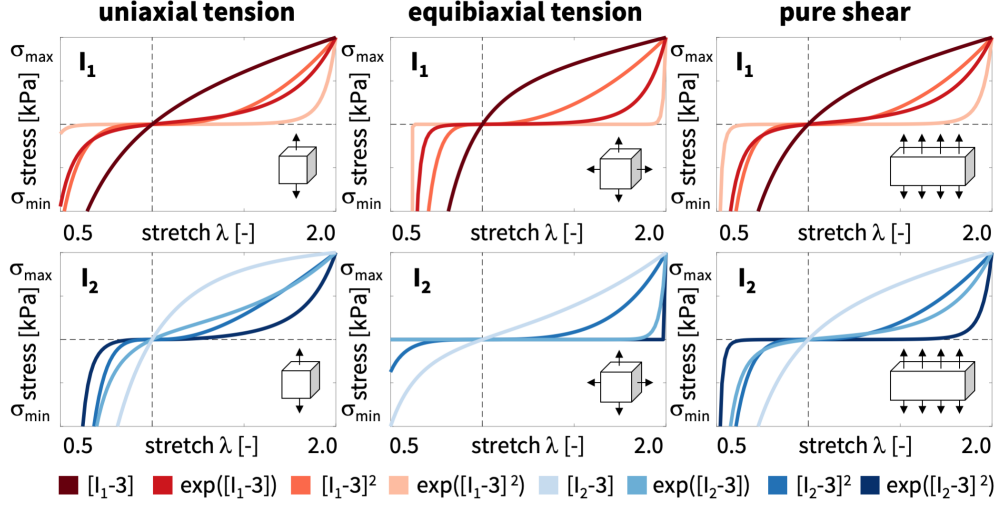 uniaxial tension
equibiaxial tension
pure shear
σmax
stress [kPa]
σmin
I₁
0.5
stretch λ [-]
2.0
σmax
stress [kPa]
σmin
I₁
0.5
stretch λ [-]
2.0
σmax
stress [kPa]
σmin
I₁
0.5
stretch λ [-]
2.0
σmax
stress [kPa]
σmin
I₂
0.5
stretch λ [-]
2.0
σmax
stress [kPa]
σmin
I₂
0.5
stretch λ [-]
2.0
σmax
stress [kPa]
σmin
I₂
0.5
stretch λ [-]
2.0
[I₁-3] exp([I₁-3]) [I₁-3]² exp([I₁-3]²) [I₂-3] exp([I₂-3]) [I₂-3]² exp([I₂-3]²)